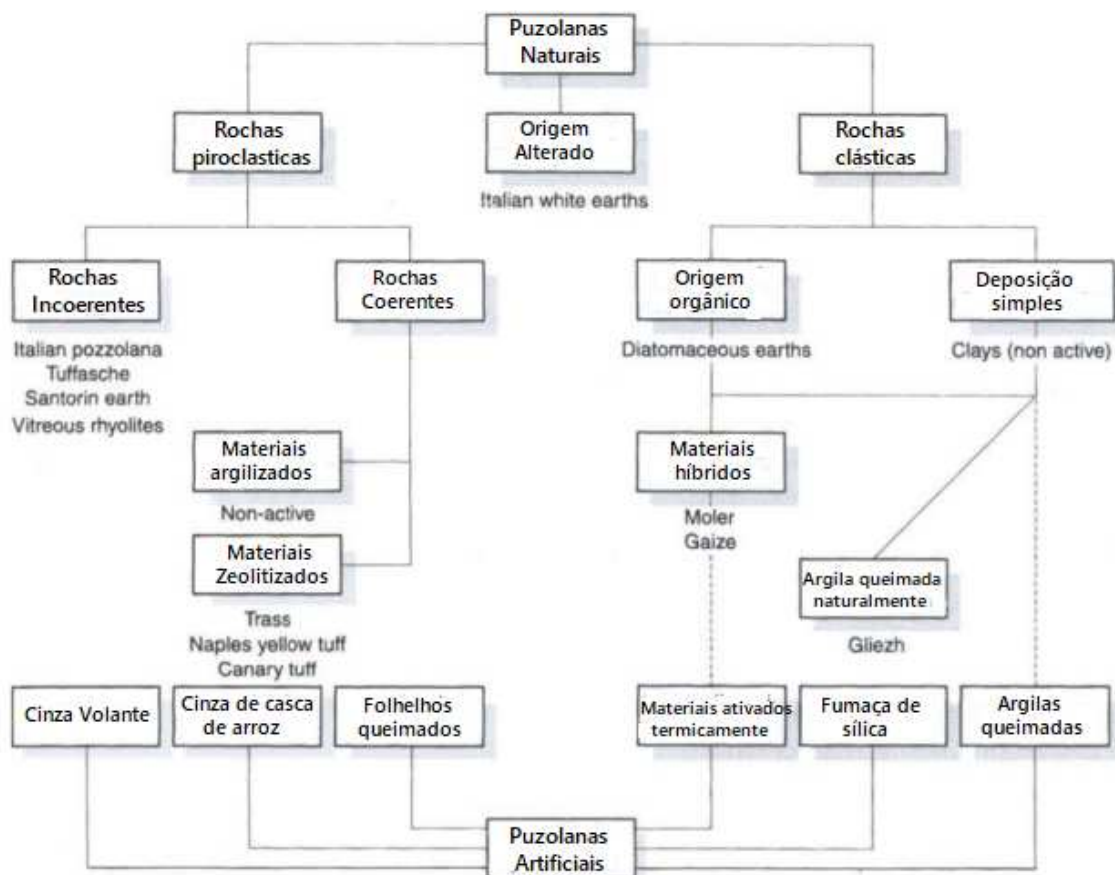 Puzolanas
Naturais
Rochas
piroclasticas
Origem
Alterado
Italian white earths
Rochas
clásticas
Rochas
Incoerentes
Italian pozzolana
Tuffasche
Santorin earth
Vitreous rhyolites
Rochas
Coerentes
Origem
orgânico
Diatomaceous earths
Deposição
simples
Clays (non active)
Materiais
argilizados
Non-active
Materiais
Zeolitizados
Trass
Naples yellow tuff
Canary tuff
Materiais
híbridos
Moler
Gaize
Argila queimada
naturalmente
Gliezh
Cinza Volante
Cinza de casca
de arroz
Folhelhos
queimados
Materiais ativados
termicamente
Fumaça de
sílica
Argilas
queimadas
Puzolanas
Artificiais